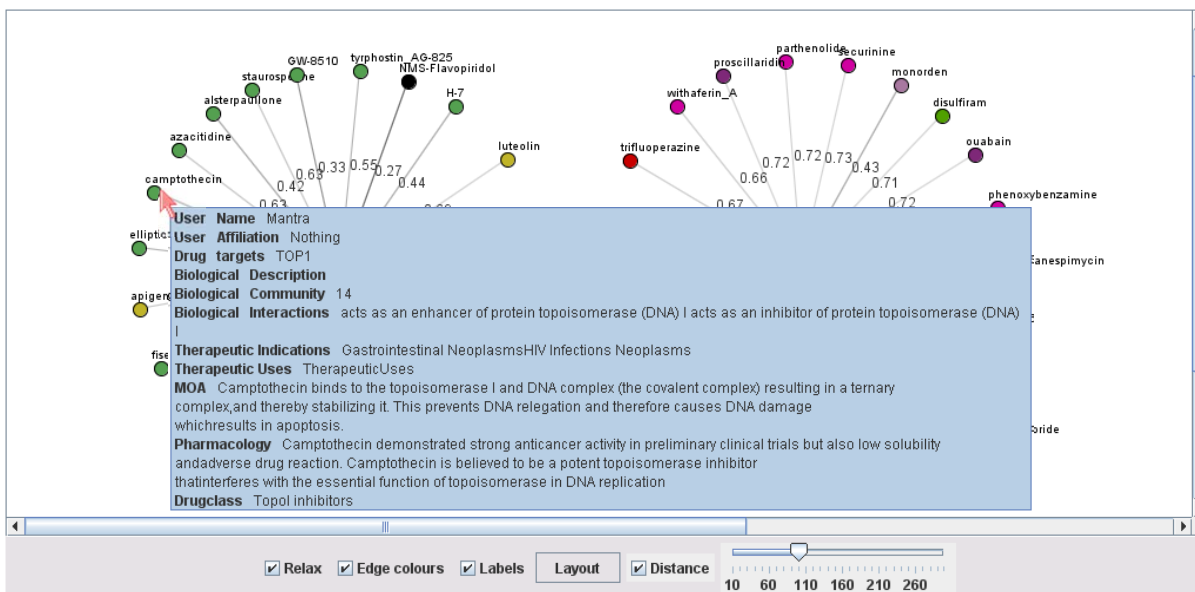 GW-8510
tyrphostin_AG-825
staurosp
ne
NMS-Flavopiridol
alsterpaullone
H-7
azacitidine
luteolin
camptothecin
parthenolide
securinine
proscillaridin
monorden
withaferin_A
disulfiram
trifluoperazine
ouabain
phenoxybenzamine
0.33
0.55
0.27
0.63
0.42
0.44
0.63
0.72
0.72
0.73
0.43
0.66
0.71
0.67
0.72
elliptic
anespimycin
apigen
fise
oride
User Name Mantra
User Affiliation Nothing
Drug targets TOP1
Biological Description
Biological Community 14
Biological Interactions acts as an enhancer of protein topoisomerase (DNA) I acts as an inhibitor of protein topoisomerase (DNA)
I
Therapeutic Indications Gastrointestinal NeoplasmsHIV Infections Neoplasms
Therapeutic Uses TherapeuticUses
MOA Camptothecin binds to the topoisomerase I and DNA complex (the covalent complex) resulting in a ternary
complex,and thereby stabilizing it. This prevents DNA relegation and therefore causes DNA damage
whichresults in apoptosis.
Pharmacology Camptothecin demonstrated strong anticancer activity in preliminary clinical trials but also low solubility
andadverse drug reaction. Camptothecin is believed to be a potent topoisomerase inhibitor
thatinterferes with the essential function of topoisomerase in DNA replication
Drugclass TopoI inhibitors
Relax Edge colours Labels Layout Distance
10 60 110 160 210 260